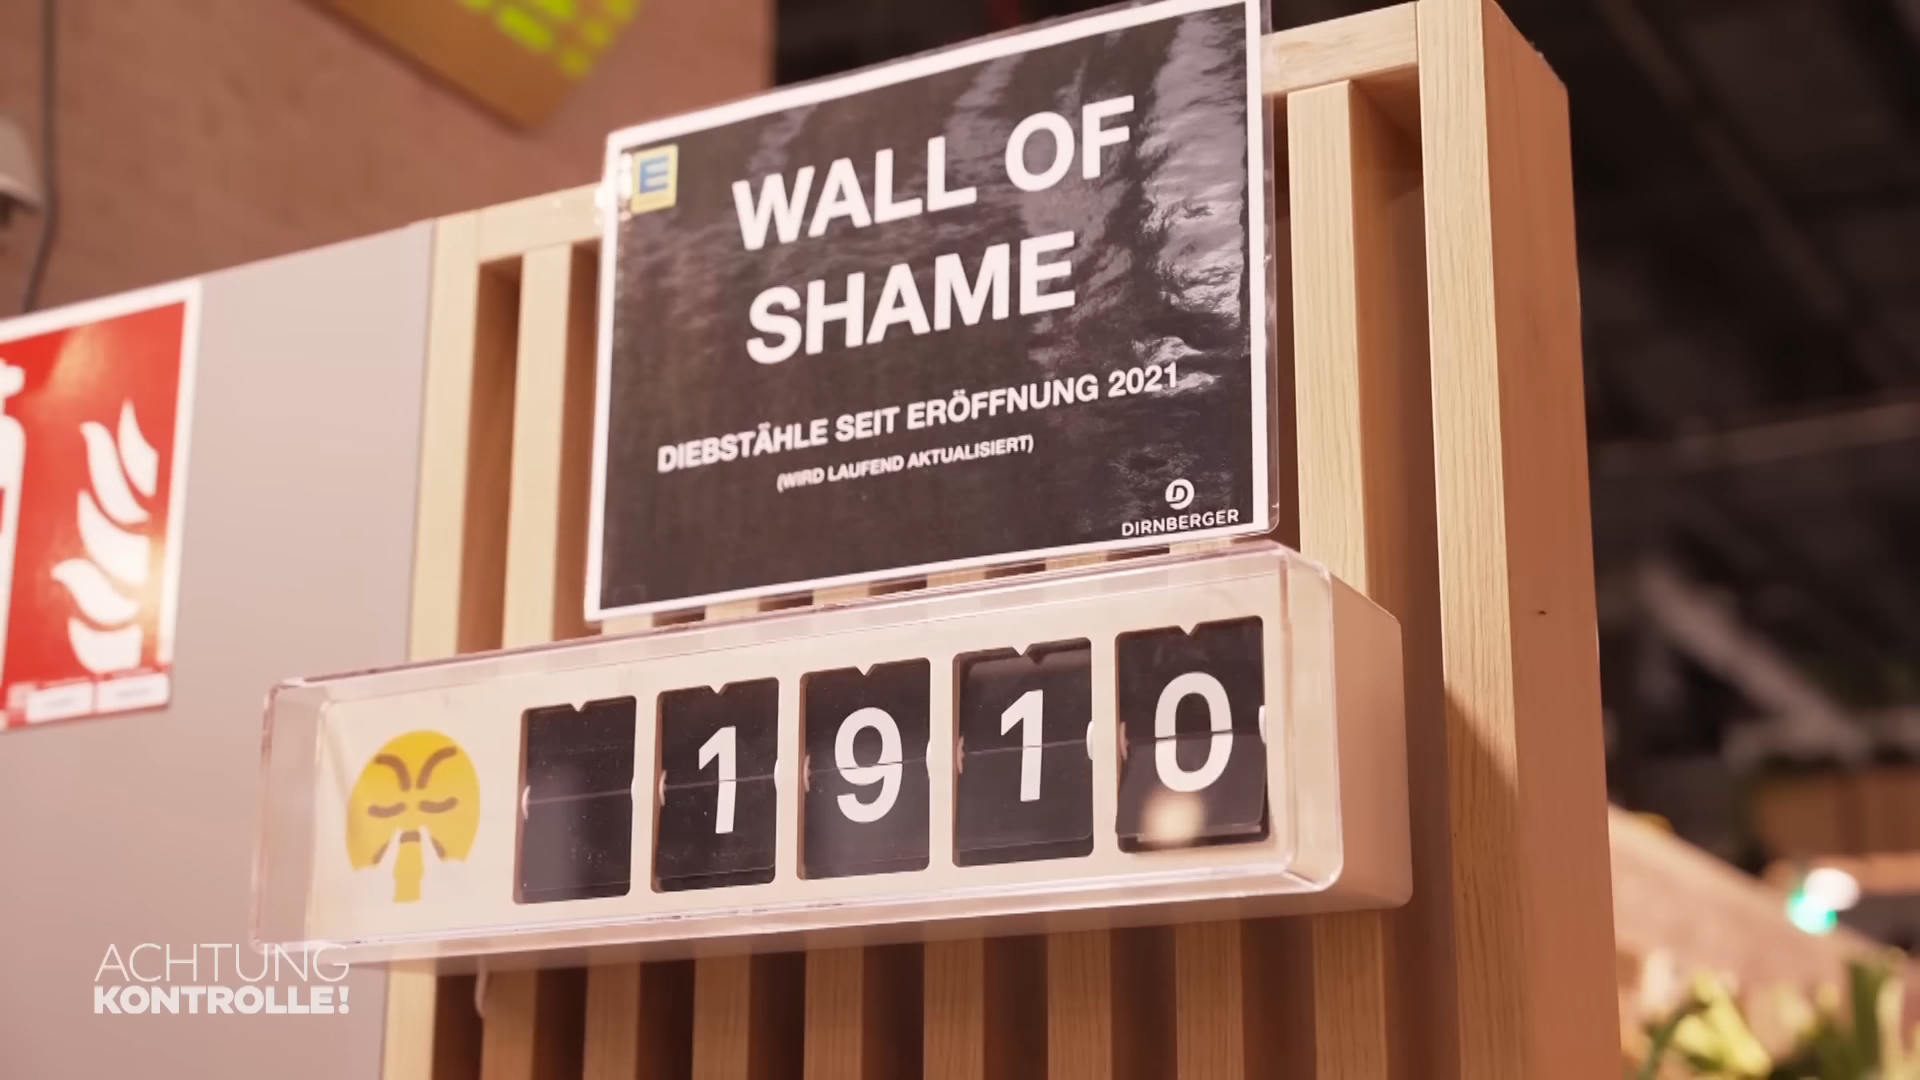 E
WALL OF
SHAME
DIEBSTÄHLE SEIT ERÖFFNUNG 2021
(WIRD LAUFEND AKTUALISIERT)
D
DIRNBERGER
1910
ACHTUNG
KONTROLLE!